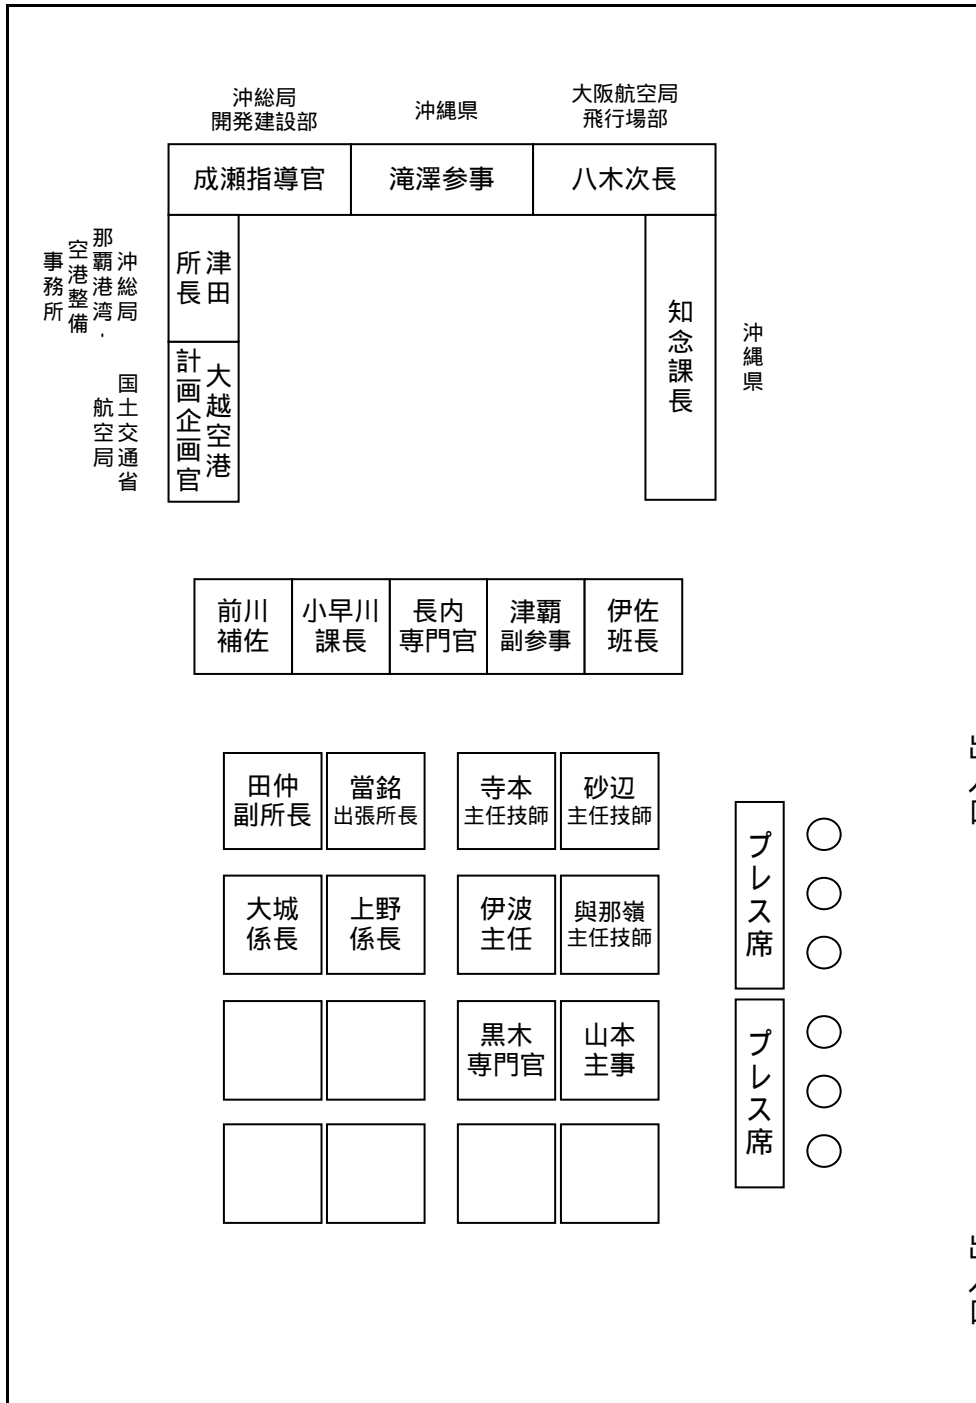 沖総局
開発建設部
沖縄県
大阪航空局
飛行場部
成瀬指導官
滝澤参事
八木次長
沖総局
那覇港湾・
空港整備
事務所
津田
所長
国土交通省
航空局
大越空港
計画企画官
知念課長
沖縄県
前川
補佐
小早川
課長
長内
専門官
津覇
副参事
伊佐
班長
田仲
副所長
當銘
出張所長
寺本
主任技師
砂辺
主任技師
大城
係長
上野
係長
伊波
主任
與那嶺
主任技師
黒木
専門官
山本
主事
プレス席
プレス席